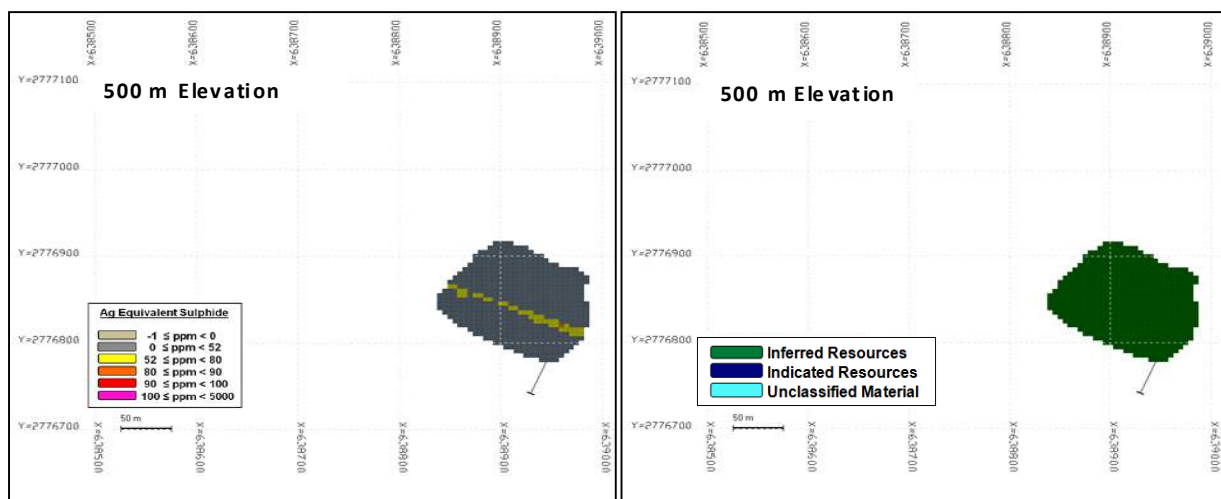 X=638500 X=638600 X=638700 X=638800 X=638900 X=639000
Y=2777100
500 m Elevation
Y=2777000
Y=2776900
Ag Equivalent Sulphide
-1 ≤ ppm < 0
0 ≤ ppm < 52
52 ≤ ppm < 80
80 ≤ ppm < 90
90 ≤ ppm < 100
100 ≤ ppm < 5000
Y=2776800
50 m
Y=2776700
X=638500 X=638600 X=638700 X=638800 X=638900 X=639000
X=638500 X=638600 X=638700 X=638800 X=638900 X=639000
Y=2777100
500 m Elevation
Y=2777000
Y=2776900
Y=2776800
Inferred Resources
Indicated Resources
Unclassified Material
50 m
Y=2776700
X=638500 X=638600 X=638700 X=638800 X=638900 X=639000